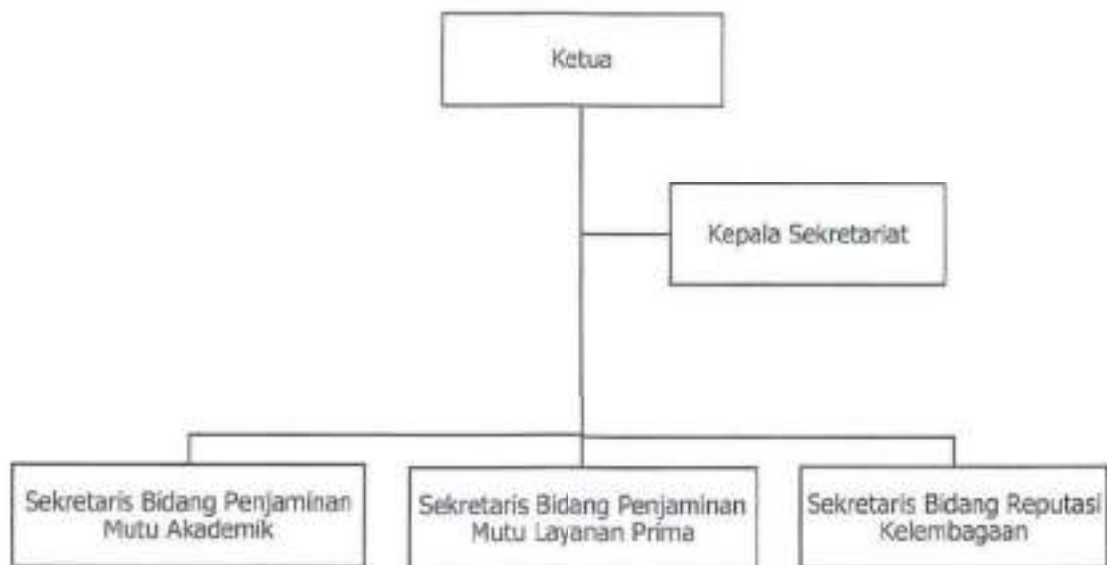 Ketua
Kepala Sekretariat
Sekretaris Bidang Penjaminan
Mutu Akademik
Sekretaris Bidang Penjaminan
Mutu Layanan Prima
Sekretaris Bidang Reputasi
Kelembagaan